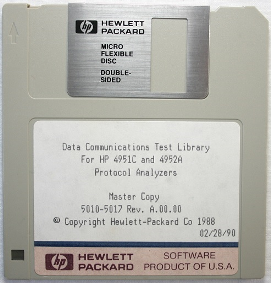 hp HEWLETT
PACKARD
MICRO
FLEXIBLE
DISC
DOUBLE-
SIDED
Data Communications Test Library
For HP 4951C and 4952A
Protocol Analyzers
Master Copy
5010-5017 Rev. A.00.00
© Copyright Hewlett-Packard Co 1988
02/28/90
hp HEWLETT
PACKARD
SOFTWARE
PRODUCT OF U.S.A.